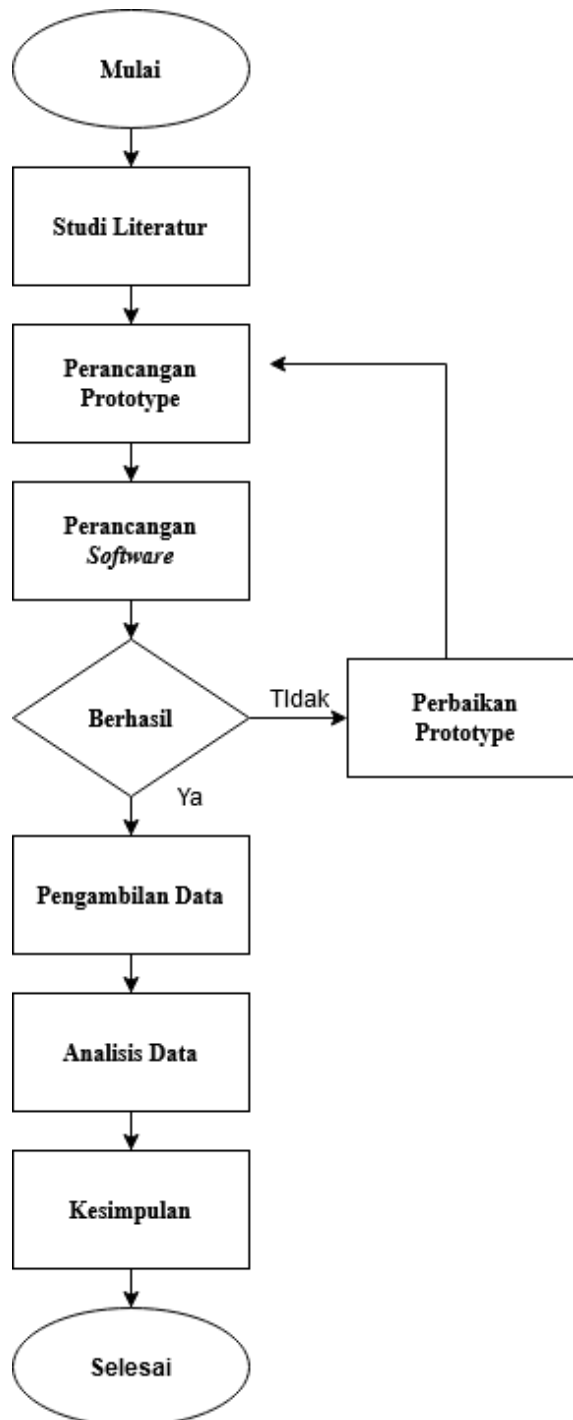 Mulai
Studi Literatur
Perancangan
Prototype
Perancangan
Software
Berhasil
TIdak
Perbaikan
Prototype
Ya
Pengambilan Data
Analisis Data
Kesimpulan
Selesai